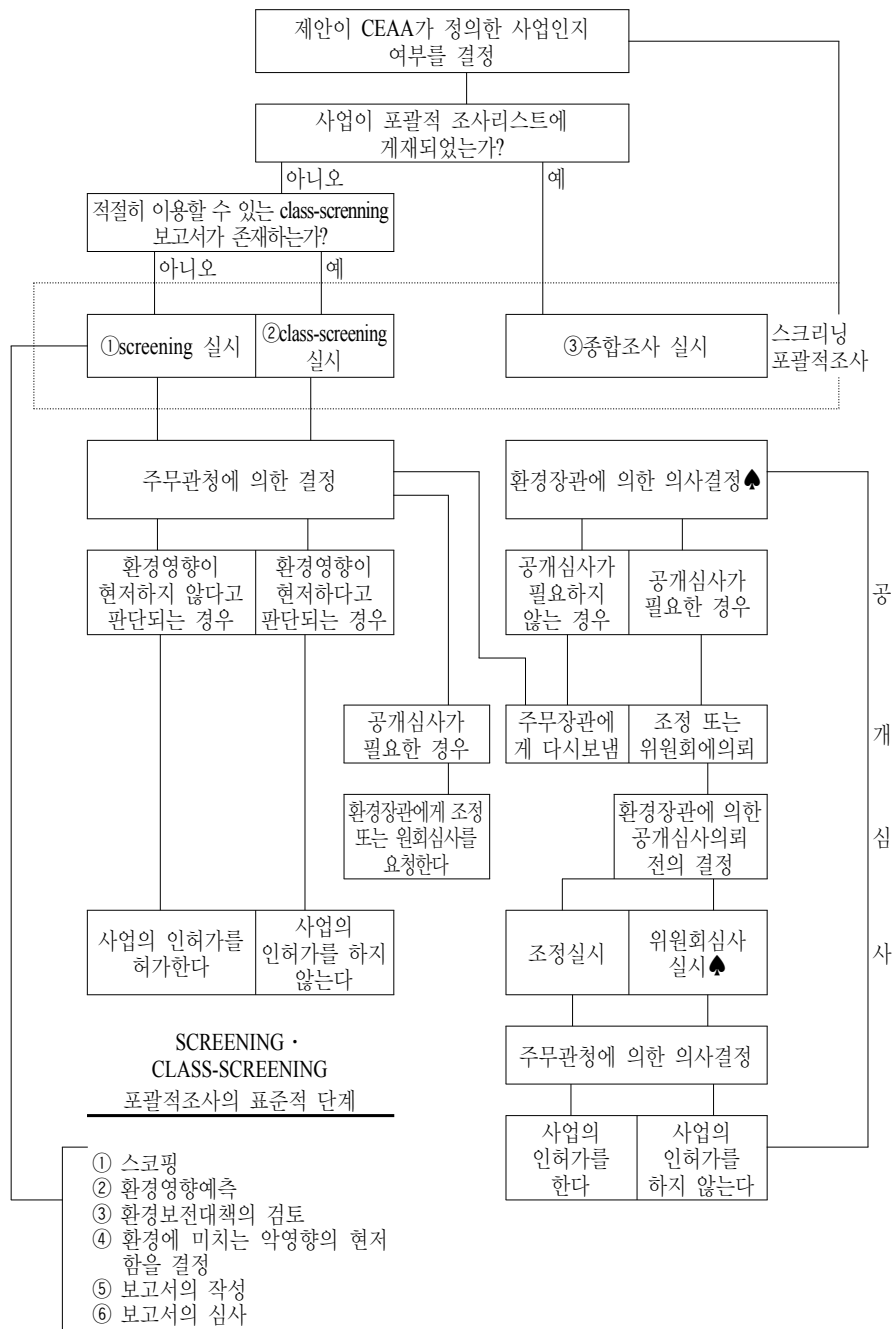 제안이 CEAA가 정의한 사업인지
여부를 결정
사업이 포괄적 조사리스트에
게재되었는가?
아니오
예
적절히 이용할 수 있는 class-screnning
보고서가 존재하는가?
아니오
예
①screening 실시
②class-screening
실시
③종합조사 실시
스크리닝
포괄적조사
주무관청에 의한 결정
환경장관에 의한 의사결정♠
환경영향이
현저하지 않다고
판단되는 경우
환경영향이
현저하다고
판단되는 경우
공개심사가
필요하지
않는 경우
공개심사가
필요한 경우
공
개
심
사
공개심사가
필요한 경우
주무장관에
게 다시보냄
조정 또는
위원회에의뢰
환경장관에게 조정
또는 원회심사를
요청한다
환경장관에 의한
공개심사의뢰
전의 결정
사업의 인허가를
허가한다
사업의
인허가를 하지
않는다
조정실시
위원회심사
실시♠
주무관청에 의한 의사결정
사업의
인허가를
한다
사업의
인허가를
하지 않는다
SCREENING·
CLASS-SCREENING
포괄적조사의 표준적 단계
① 스코핑
② 환경영향예측
③ 환경보전대책의 검토
④ 환경에 미치는 악영향의 현저
함을 결정
⑤ 보고서의 작성
⑥ 보고서의 심사